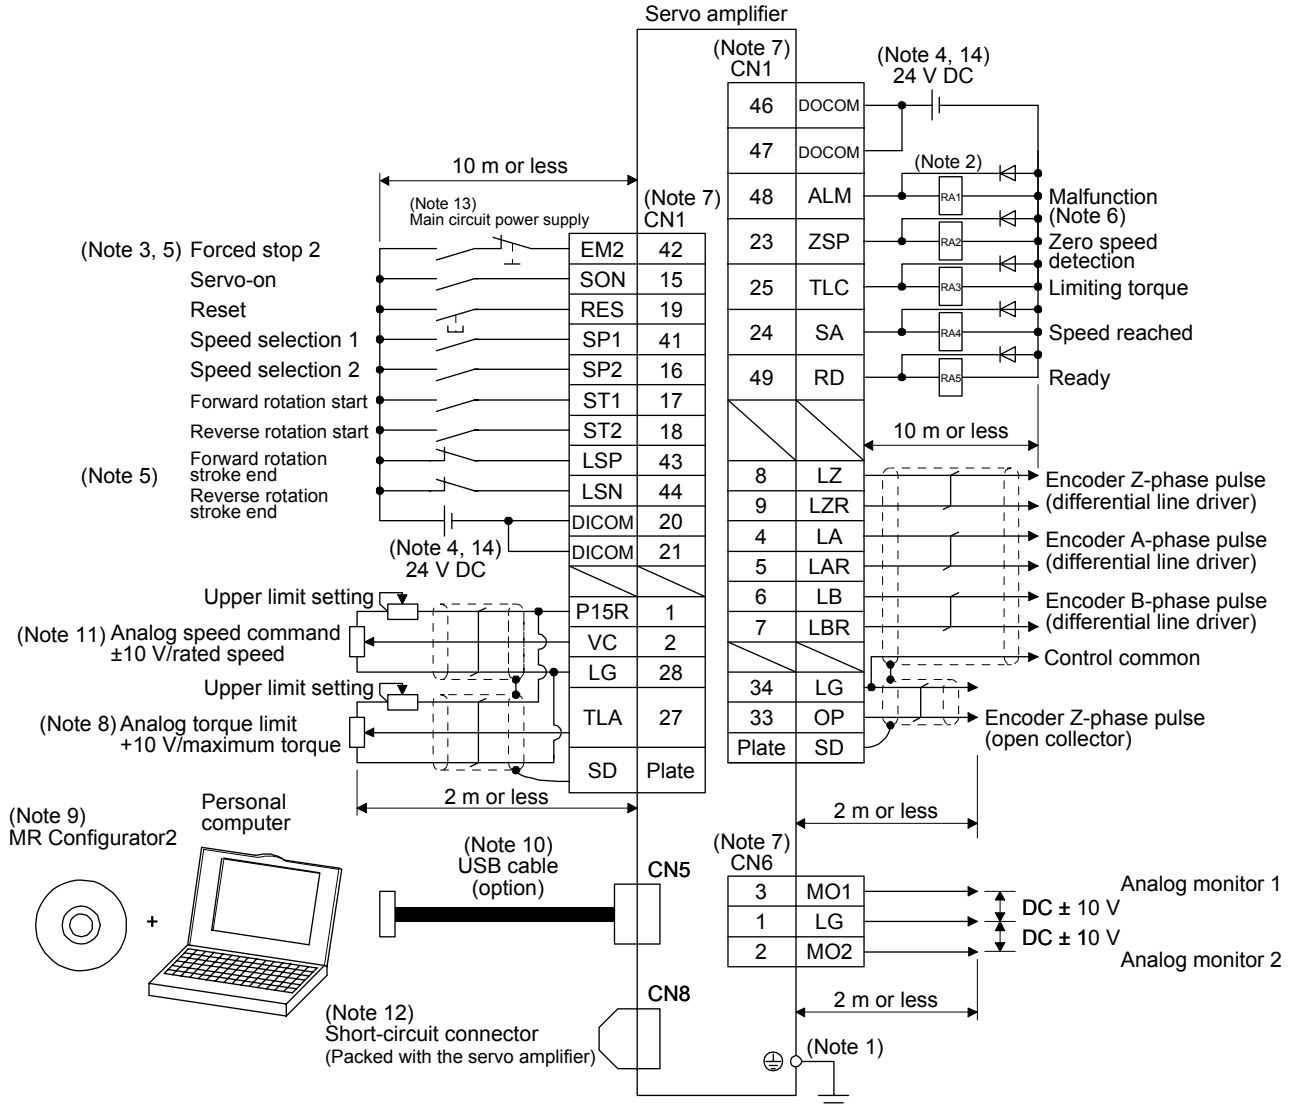 Servo amplifier
(Note 7)
CN1
(Note 4, 14)
24 V DC
46 DOCOM
47 DOCOM
(Note 2)
48 ALM RA1 Malfunction
(Note 6)
23 ZSP RA2 Zero speed
detection
25 TLC RA3 Limiting torque
24 SA RA4 Speed reached
49 RD RA5 Ready
10 m or less
8 LZ Encoder Z-phase pulse
9 LZR (differential line driver)
4 LA Encoder A-phase pulse
5 LAR (differential line driver)
6 LB Encoder B-phase pulse
7 LBR (differential line driver)
Control common
34 LG
33 OP Encoder Z-phase pulse
(open collector)
Plate SD
2 m or less
10 m or less
(Note 13)
Main circuit power supply
(Note 7)
CN1
(Note 3, 5) Forced stop 2 EM2 42
Servo-on SON 15
Reset RES 19
Speed selection 1 SP1 41
Speed selection 2 SP2 16
Forward rotation start ST1 17
Reverse rotation start ST2 18
(Note 5)
Forward rotation
stroke end LSP 43
Reverse rotation
stroke end LSN 44
DICOM 20
(Note 4, 14)
24 V DC
DICOM 21
Upper limit setting P15R 1
(Note 11) Analog speed command
±10 V/rated speed VC 2
LG 28
Upper limit setting
(Note 8) Analog torque limit
+10 V/maximum torque TLA 27
SD Plate
2 m or less
(Note 9)
MR Configurator2
+
Personal
computer
(Note 10)
USB cable
(option)
CN5
(Note 12)
Short-circuit connector
(Packed with the servo amplifier)
CN8
(Note 7)
CN6
3 MO1 Analog monitor 1
DC ± 10 V
1 LG
DC ± 10 V
2 MO2 Analog monitor 2
2 m or less
(Note 1)